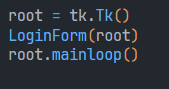 root = tk.Tk()
LoginForm(root)
root.mainloop()